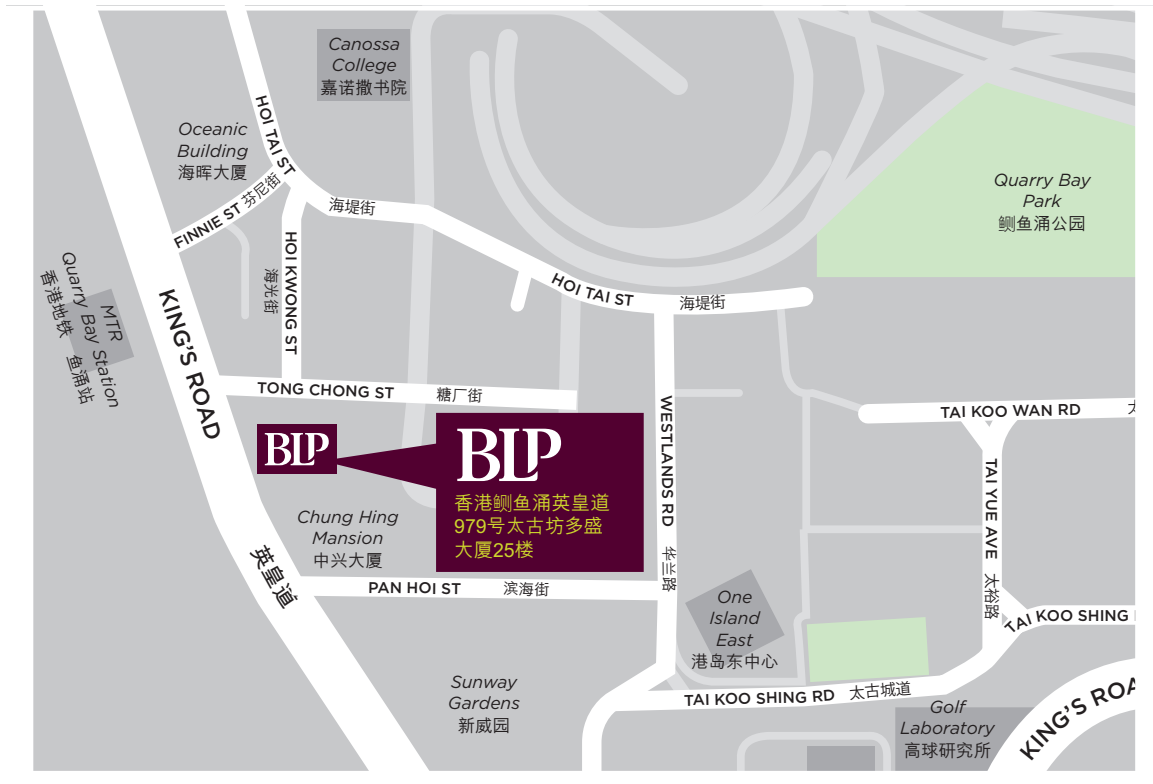 Canossa
College
嘉诺撒书院
Oceanic
Building
海晖大厦
HOI TAI ST
FINNIE ST 芬尼街
海堤街
Quarry Bay
Park
鲗鱼涌公园
HOI KWONG ST
海光街
MTR
Quarry Bay Station
香港地铁 鱼涌站
KING'S ROAD
HOI TAI ST
海堤街
TONG CHONG ST 糖厂街
WESTLANDS RD 华兰路
TAI KOO WAN RD 太
BLP
BLP
香港鲗鱼涌英皇道
979号太古坊多盛
大厦25楼
TAI YUE AVE 太裕路
Chung Hing
Mansion
中兴大厦
英皇道
PAN HOI ST 滨海街
One
Island
East
港岛东中心
TAI KOO SHING
Sunway
Gardens
新威园
TAI KOO SHING RD 太古城道
Golf
Laboratory
高球研究所
KING'S ROA